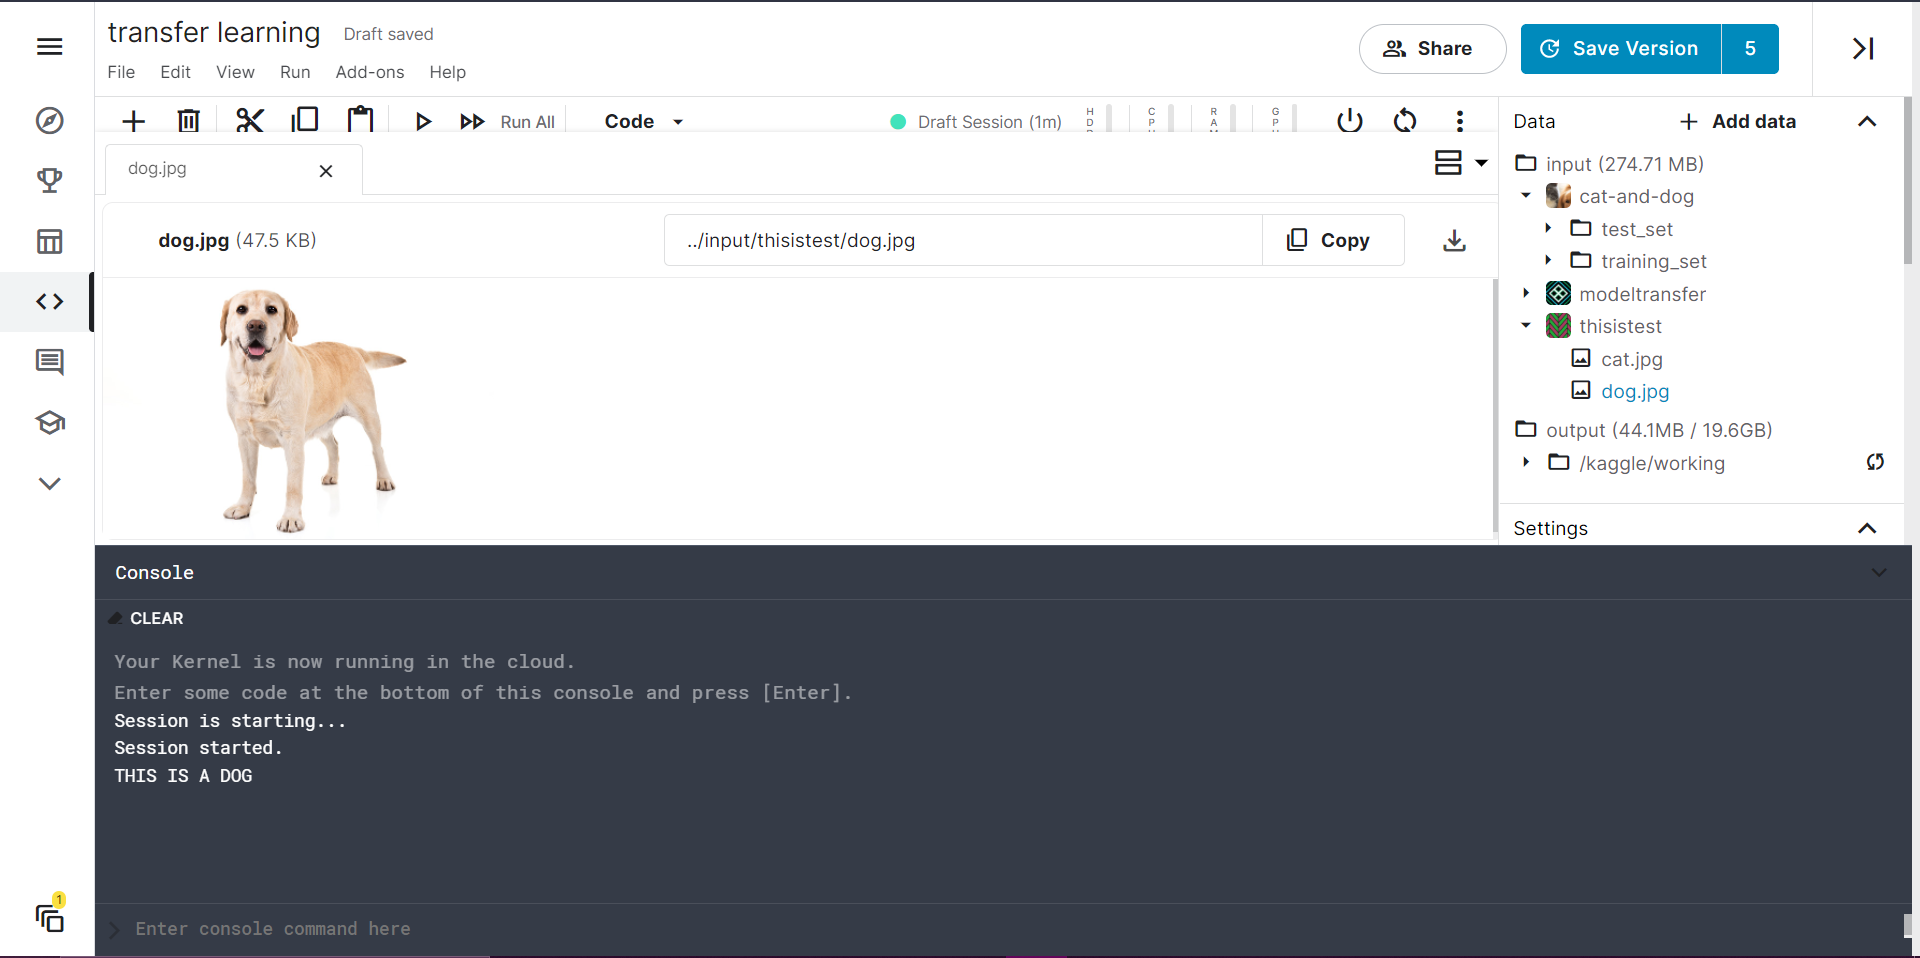 transfer learning Draft saved
File Edit View Run Add-ons Help
Share
Save Version 5
Run All Code Draft Session (1m) HDD CPU RAM GPU
dog.jpg
dog.jpg (47.5 KB) ../input/thisistest/dog.jpg Copy
Data Add data
input (274.71 MB)
cat-and-dog
test_set
training_set
modeltransfer
thisistest
cat.jpg
dog.jpg
output (44.1MB / 19.6GB)
/kaggle/working
Settings
Console
CLEAR
Your Kernel is now running in the cloud.
Enter some code at the bottom of this console and press [Enter].
Session is starting...
Session started.
THIS IS A DOG
1
Enter console command here